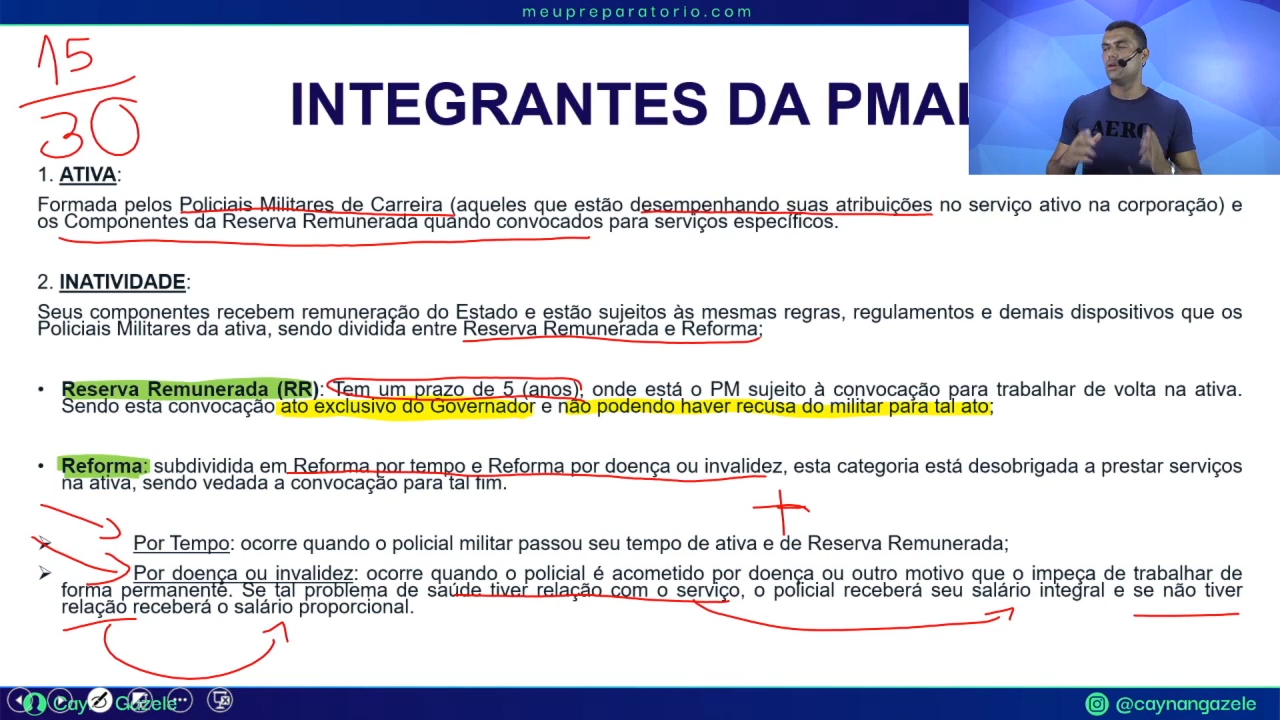 meupreparatorio.com
15
30
INTEGRANTES DA PMAL
AERO
1. ATIVA:
Formada pelos Policiais Militares de Carreira (aqueles que estão desempenhando suas atribuições no serviço ativo na corporação) e
os Componentes da Reserva Remunerada quando convocados para serviços específicos.
2. INATIVIDADE:
Seus componentes recebem remuneração do Estado e estão sujeitos às mesmas regras, regulamentos e demais dispositivos que os
Policiais Militares da ativa, sendo dividida entre Reserva Remunerada e Reforma;
• Reserva Remunerada (RR): Tem um prazo de 5 (anos), onde está o PM sujeito à convocação para trabalhar de volta na ativa.
Sendo esta convocação ato exclusivo do Governador e não podendo haver recusa do militar para tal ato;
• Reforma: subdividida em Reforma por tempo e Reforma por doença ou invalidez, esta categoria está desobrigada a prestar serviços
na ativa, sendo vedada a convocação para tal fim.
+
➢ Por Tempo: ocorre quando o policial militar passou seu tempo de ativa e de Reserva Remunerada;
➢ Por doença ou invalidez: ocorre quando o policial é acometido por doença ou outro motivo que o impeça de trabalhar de
forma permanente. Se tal problema de saúde tiver relação com o serviço, o policial receberá seu salário integral e se não tiver
relação receberá o salário proporcional.
Gazele
@caynangazele